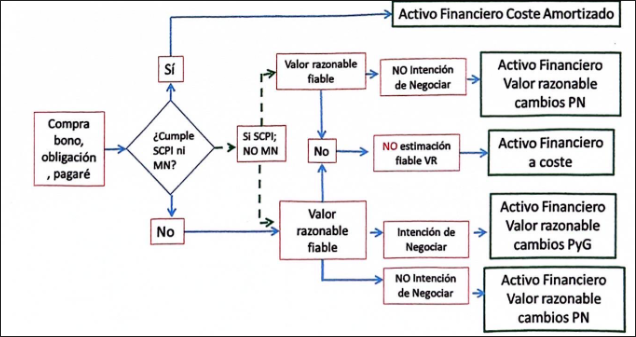 Activo Financiero Coste Amortizado
Sí
Compra
bono,
obligación
, pagaré
¿Cumple
SCPI ni
MN?
Si SCPI;
NO MN
No
Valor razonable
fiable
NO Intención
de Negociar
Activo Financiero
Valor razonable
cambios PN
No
NO estimación
fiable VR
Activo Financiero
a coste
Valor
razonable
fiable
Intención de
Negociar
Activo Financiero
Valor razonable
cambios PyG
NO Intención
de Negociar
Activo Financiero
Valor razonable
cambios PN